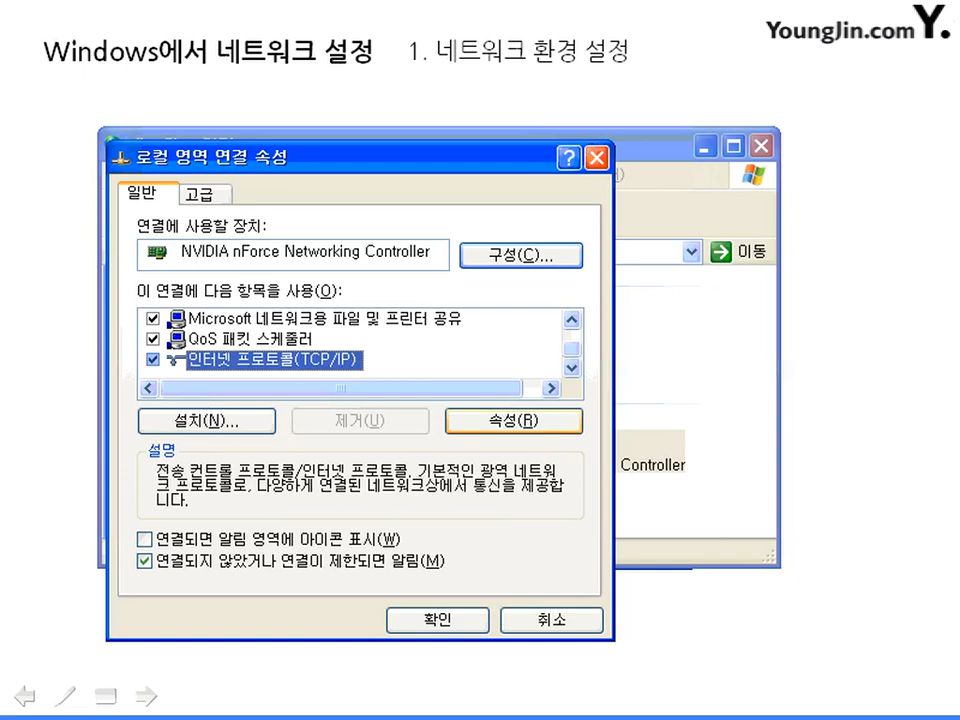 YoungJin.com Y.
Windows에서 네트워크 설정 1. 네트워크 환경 설정
로컬 영역 연결 속성
일반 고급
연결에 사용할 장치:
NVIDIA nForce Networking Controller 구성(C)...
이동
이 연결에 다음 항목을 사용(O):
Microsoft 네트워크용 파일 및 프린터 공유
QoS 패킷 스케줄러
인터넷 프로토콜(TCP/IP)
설치(N)... 제거(U) 속성(R)
설명
전송 컨트롤 프로토콜/인터넷 프로토콜. 기본적인 광역 네트워
크 프로토콜로, 다양하게 연결된 네트워크상에서 통신을 제공합
니다.
Controller
연결되면 알림 영역에 아이콘 표시(W)
연결되지 않았거나 연결이 제한되면 알림(M)
확인 취소